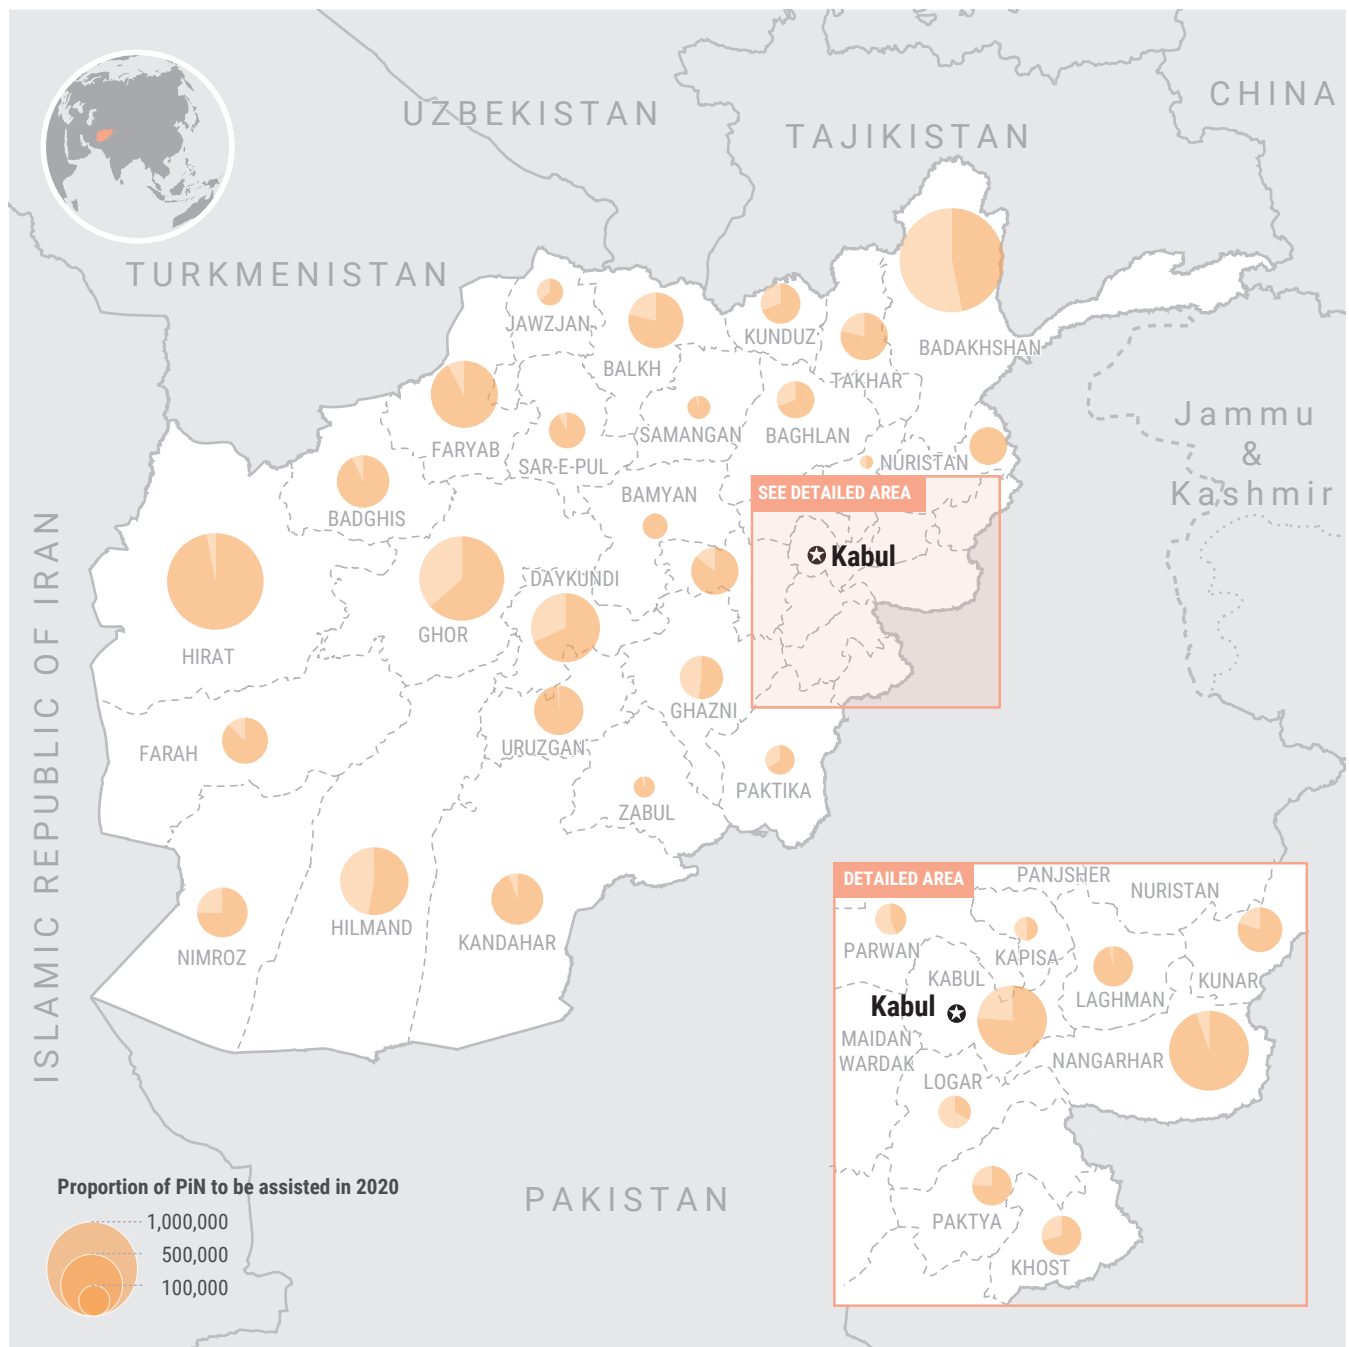 CHINA
UZBEKISTAN
TAJIKISTAN
TURKMENISTAN
JAWZJAN
BALKH
KUNDUZ
TAKHAR
BADAKHSHAN
Jammu
&
Kashmir
FARYAB
SAR-E-PUL
SAMANGAN
BAGHLAN
NURISTAN
BADGHIS
BAMYAN
SEE DETAILED AREA
Kabul
ISLAMIC REPUBLIC OF IRAN
HIRAT
GHOR
DAYKUNDI
GHAZNI
FARAH
URUZGAN
ZABUL
PAKTIKA
NIMROZ
HILMAND
KANDAHAR
DETAILED AREA
PANJSHER
NURISTAN
PARWAN
KAPISA
KABUL
LAGHMAN
KUNAR
Kabul
MAIDAN
WARDAK
NANGARHAR
LOGAR
PAKTYA
KHOST
PAKISTAN
Proportion of PiN to be assisted in 2020
1,000,000
500,000
100,000